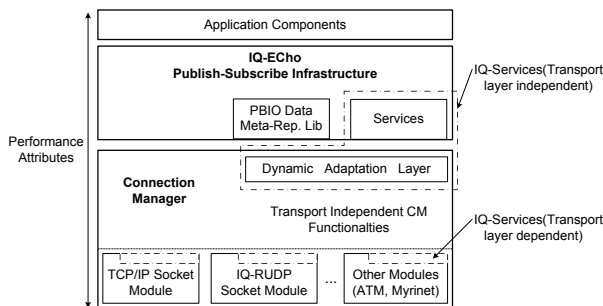 Application Components
IQ-ECho
Publish-Subscribe Infrastructure
IQ-Services(Transport
layer independent)
PBIO Data
Meta-Rep. Lib
Services
Performance
Attributes
Dynamic Adaptation Layer
Connection
Manager
Transport Independent CM
Functionalties
IQ-Services(Transport
layer dependent)
TCP/IP Socket
Module
IQ-RUDP
Socket Module
...
Other Modules
(ATM, Myrinet)